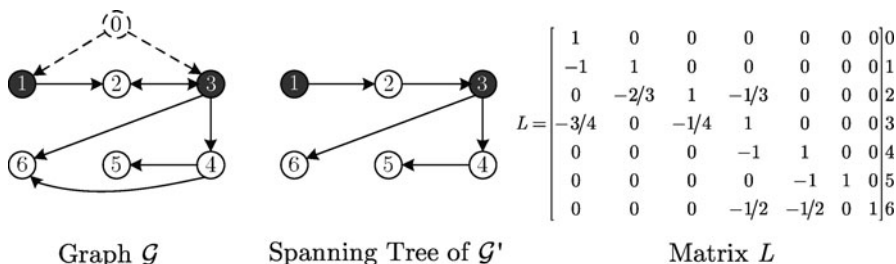 0
1 2 3
6 5 4
Graph G
1 2 3
6 5 4
Spanning Tree of G'
L =
1 0 0 0 0 0 0 0
−1 1 0 0 0 0 0 1
0 −2/3 1 −1/3 0 0 0 2
−3/4 0 −1/4 1 0 0 0 3
0 0 0 −1 1 0 0 4
0 0 0 0 −1 1 0 5
0 0 0 −1/2 −1/2 0 1 6
Matrix L